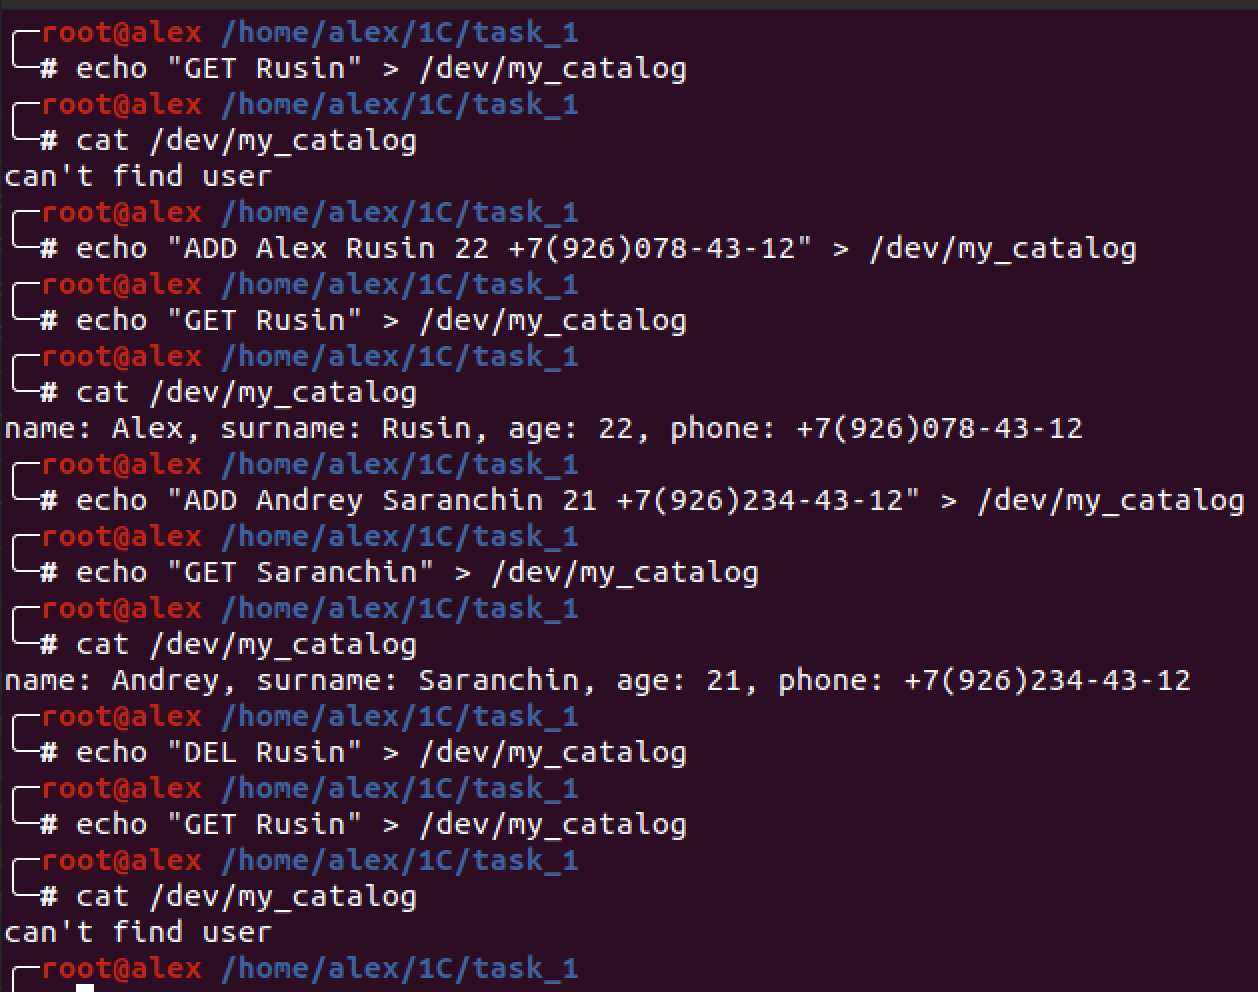 root@alex /home/alex/1C/task_1
# echo "GET Rusin" > /dev/my_catalog
root@alex /home/alex/1C/task_1
# cat /dev/my_catalog
can't find user
root@alex /home/alex/1C/task_1
# echo "ADD Alex Rusin 22 +7(926)078-43-12" > /dev/my_catalog
root@alex /home/alex/1C/task_1
# echo "GET Rusin" > /dev/my_catalog
root@alex /home/alex/1C/task_1
# cat /dev/my_catalog
name: Alex, surname: Rusin, age: 22, phone: +7(926)078-43-12
root@alex /home/alex/1C/task_1
# echo "ADD Andrey Saranchin 21 +7(926)234-43-12" > /dev/my_catalog
root@alex /home/alex/1C/task_1
# echo "GET Saranchin" > /dev/my_catalog
root@alex /home/alex/1C/task_1
# cat /dev/my_catalog
name: Andrey, surname: Saranchin, age: 21, phone: +7(926)234-43-12
root@alex /home/alex/1C/task_1
# echo "DEL Rusin" > /dev/my_catalog
root@alex /home/alex/1C/task_1
# echo "GET Rusin" > /dev/my_catalog
root@alex /home/alex/1C/task_1
# cat /dev/my_catalog
can't find user
root@alex /home/alex/1C/task_1